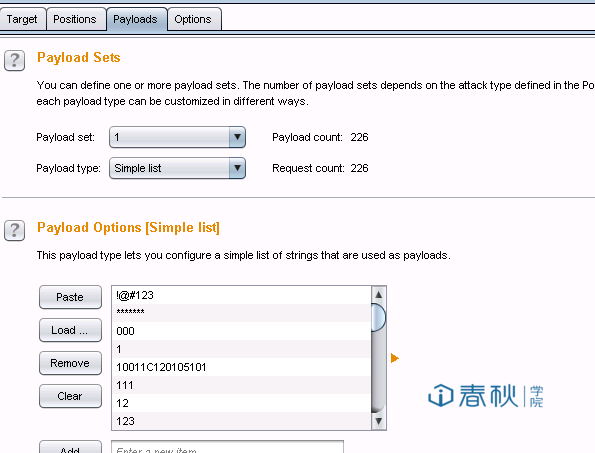 Target Positions Payloads Options
? Payload Sets
You can define one or more payload sets. The number of payload sets depends on the attack type defined in the Po
each payload type can be customized in different ways.
Payload set: 1 Payload count: 226
Payload type: Simple list Request count: 226
? Payload Options [Simple list]
This payload type lets you configure a simple list of strings that are used as payloads.
Paste
Load ...
Remove
Clear
!@#123
*******
000
1
10011C120105101
111
12
123
春秋学院
Add Enter a new item